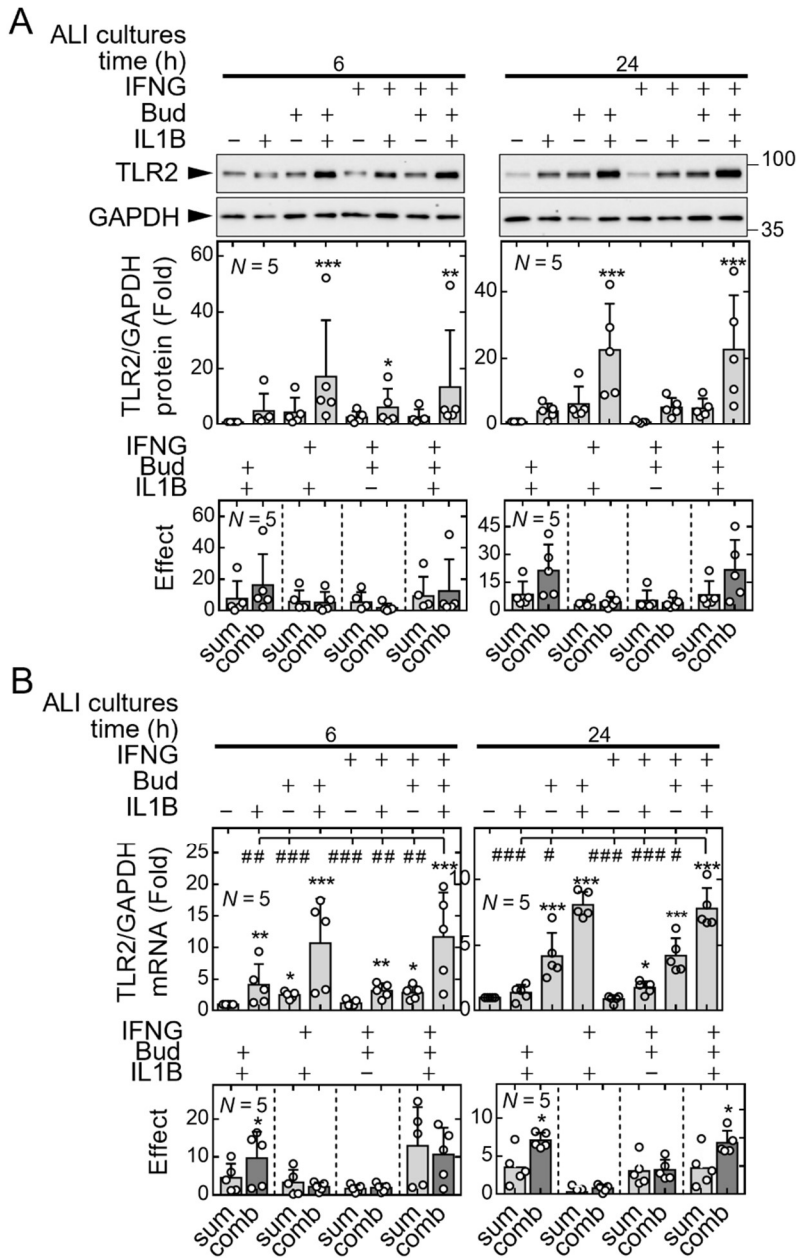 A
ALI cultures
time (h) 6 24
IFNG + + + + + + + +
Bud + + + + + + + +
IL1B − + − + − + − + − + − + − + − +
TLR2 100
GAPDH 35
TLR2/GAPDH protein (Fold)
60 40 20 0
N = 5 *** * **
40 20 0
N = 5 *** ***
IFNG + + + + + +
Bud + + + + + +
IL1B + + − + + + − +
Effect
60 40 20 0
N = 5
45 30 15 0
N = 5
sum comb sum comb sum comb sum comb sum comb sum comb sum comb sum comb
B
ALI cultures
time (h) 6 24
IFNG + + + + + + + +
Bud + + + + + + + +
IL1B − + − + − + − + − + − + − + − +
TLR2/GAPDH mRNA (Fold)
25 20 15 10 5 0
## ### ### ## ##
N = 5 ** * *** ** * ***
10 5 0
### # ### ### #
N = 5 *** *** * *** ***
IFNG + + + + + +
Bud + + + + + +
IL1B + + − + + + − +
Effect
20 10 0
N = 5 *
10 5 0
N = 5 * *
sum comb sum comb sum comb sum comb sum comb sum comb sum comb sum comb